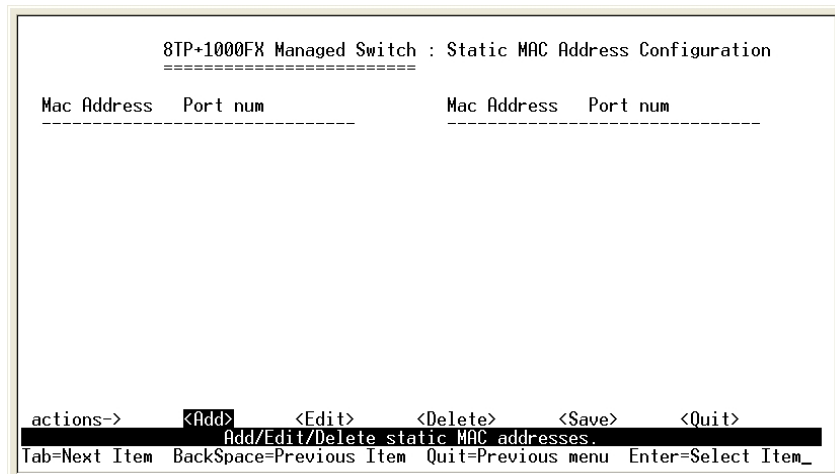 8TP+1000FX Managed Switch : Static MAC Address Configuration
=========================
Mac Address Port num Mac Address Port num
------------------------------- -------------------------------
actions-> <Add> <Edit> <Delete> <Save> <Quit>
Add/Edit/Delete static MAC addresses.
Tab=Next Item BackSpace=Previous Item Quit=Previous menu Enter=Select Item_